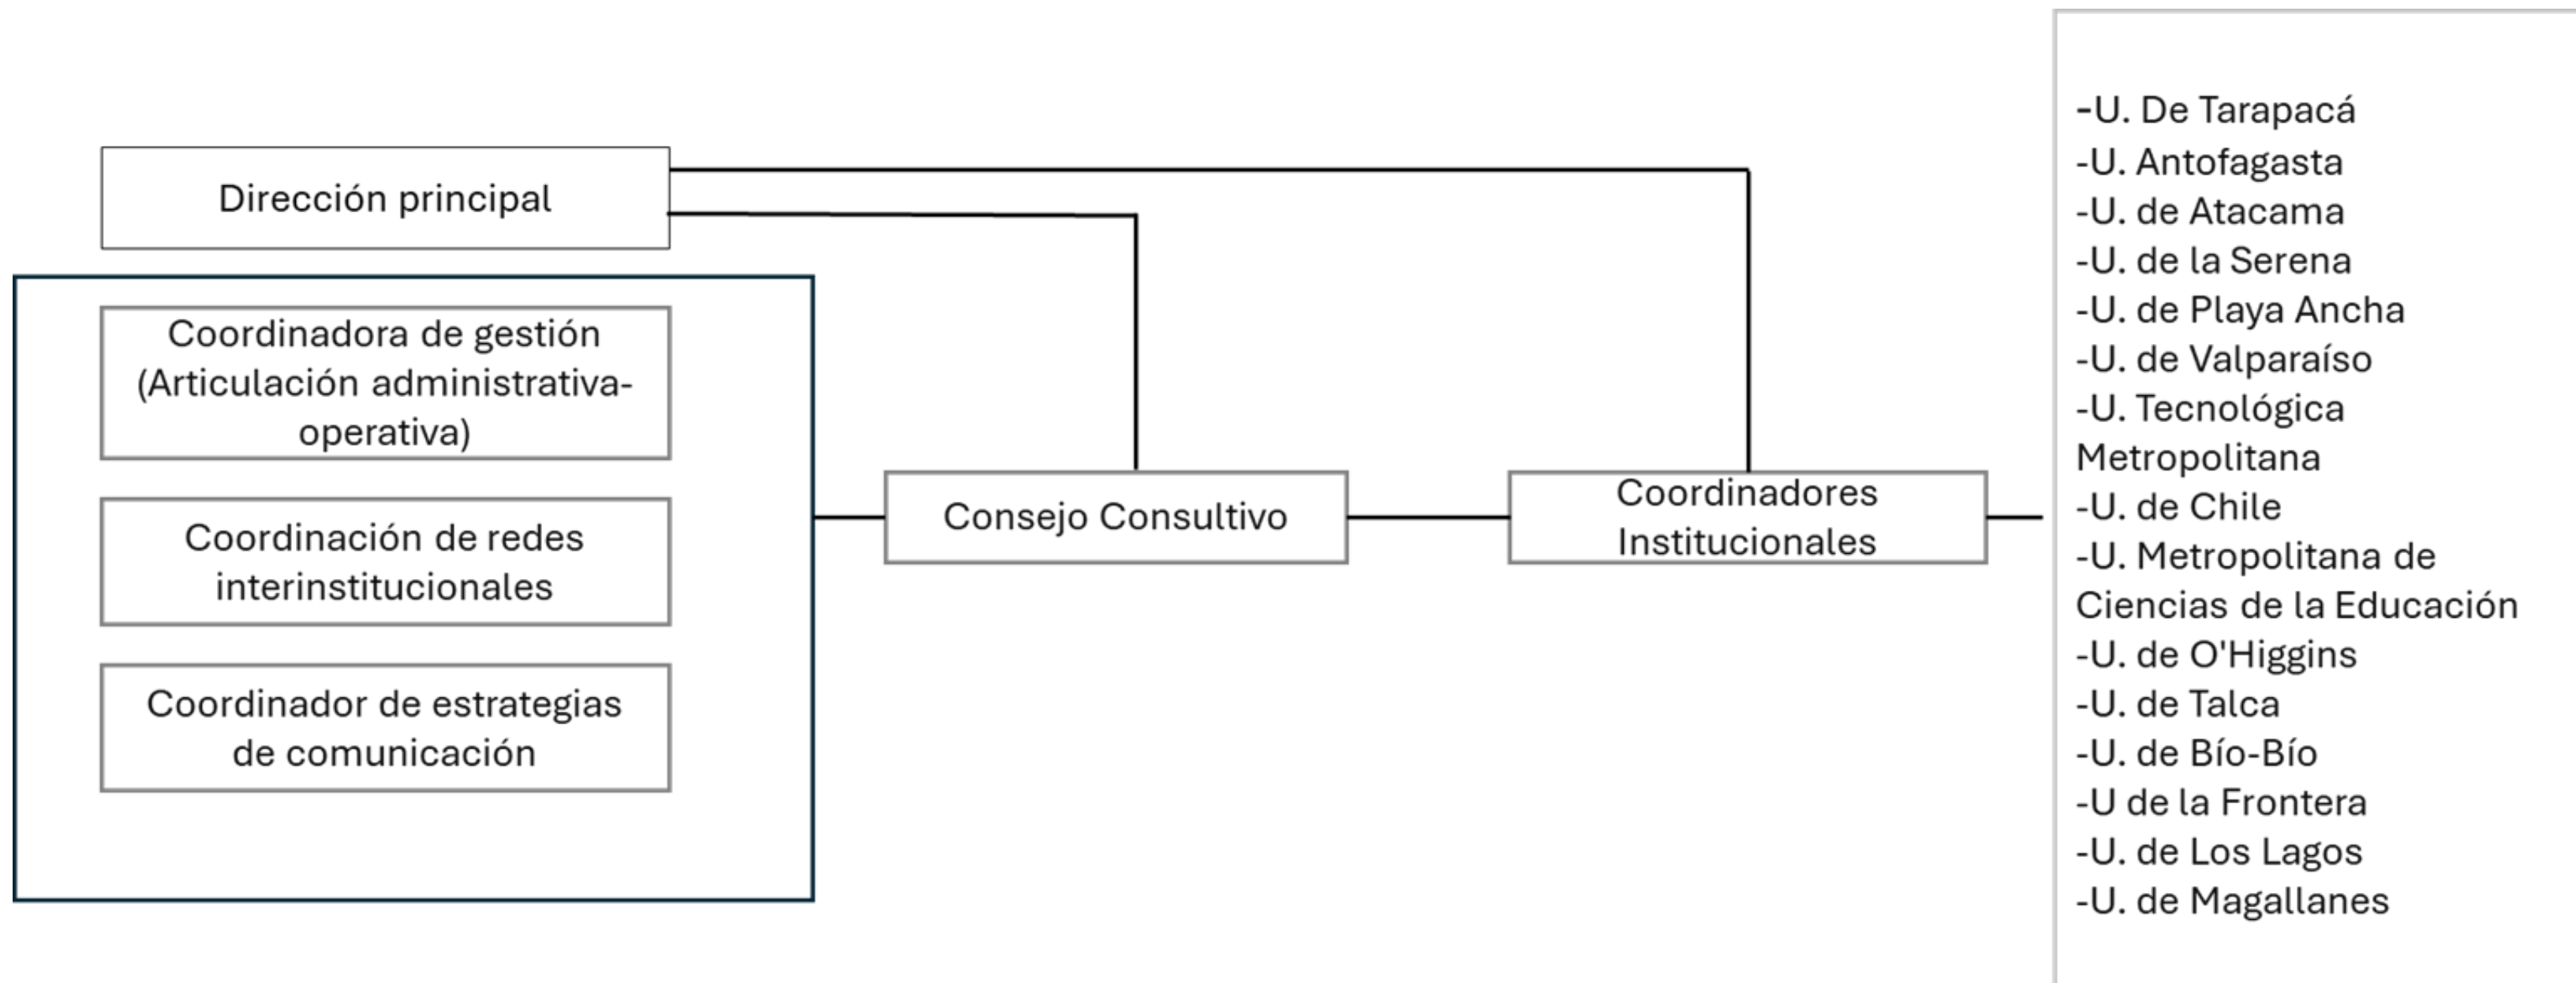 Dirección principal
Coordinadora de gestión
(Articulación administrativa-
operativa)
Coordinación de redes
interinstitucionales
Coordinador de estrategias
de comunicación
Consejo Consultivo
Coordinadores
Institucionales
-U. De Tarapacá
-U. Antofagasta
-U. de Atacama
-U. de la Serena
-U. de Playa Ancha
-U. de Valparaíso
-U. Tecnológica
Metropolitana
-U. de Chile
-U. Metropolitana de
Ciencias de la Educación
-U. de O'Higgins
-U. de Talca
-U. de Bío-Bío
-U de la Frontera
-U. de Los Lagos
-U. de Magallanes